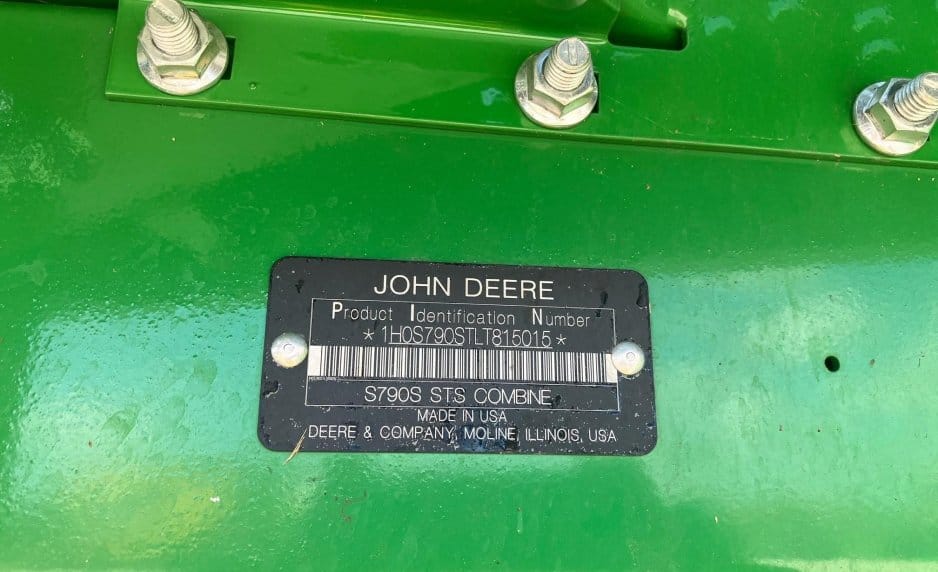 JOHN DEERE
Product Identification Number
*1H0S790STLT815015*
S790S STS COMBINE
MADE IN USA
DEERE & COMPANY, MOLINE, ILLINOIS, USA